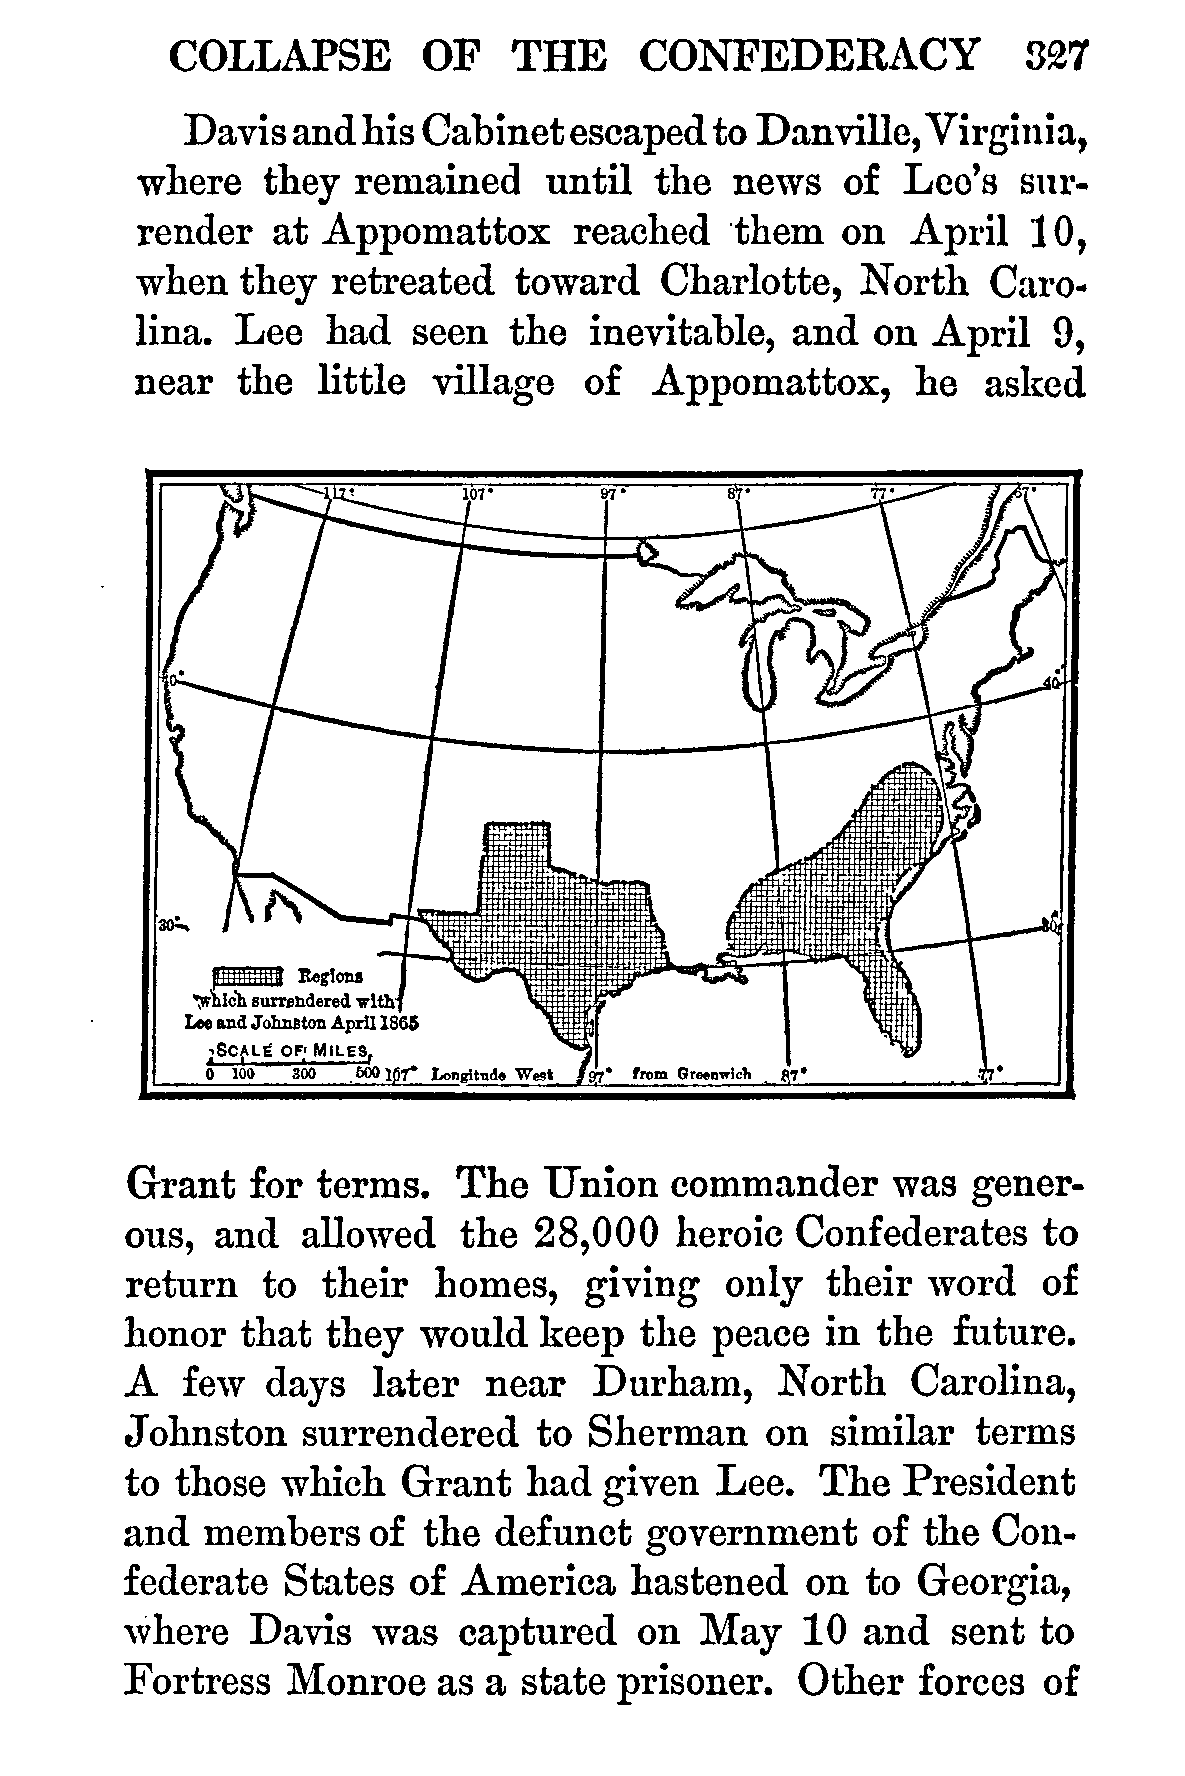 COLLAPSE OF THE CONFEDERACY 327
Davis and his Cabinet escaped to Danville, Virginia,
where they remained until the news of Lee's sur-
render at Appomattox reached them on April 10,
when they retreated toward Charlotte, North Caro-
lina. Lee had seen the inevitable, and on April 9,
near the little village of Appomattox, he asked
117° 107° 97° 87° 77° 67°
40° 40°
30° 30°
Regions
which surrendered with
Lee and Johnston April 1865
SCALE OF MILES
0 100 300 500 107° Longitude West 97° from Greenwich 87° 77°
Grant for terms. The Union commander was gener-
ous, and allowed the 28,000 heroic Confederates to
return to their homes, giving only their word of
honor that they would keep the peace in the future.
A few days later near Durham, North Carolina,
Johnston surrendered to Sherman on similar terms
to those which Grant had given Lee. The President
and members of the defunct government of the Con-
federate States of America hastened on to Georgia,
where Davis was captured on May 10 and sent to
Fortress Monroe as a state prisoner. Other forces of